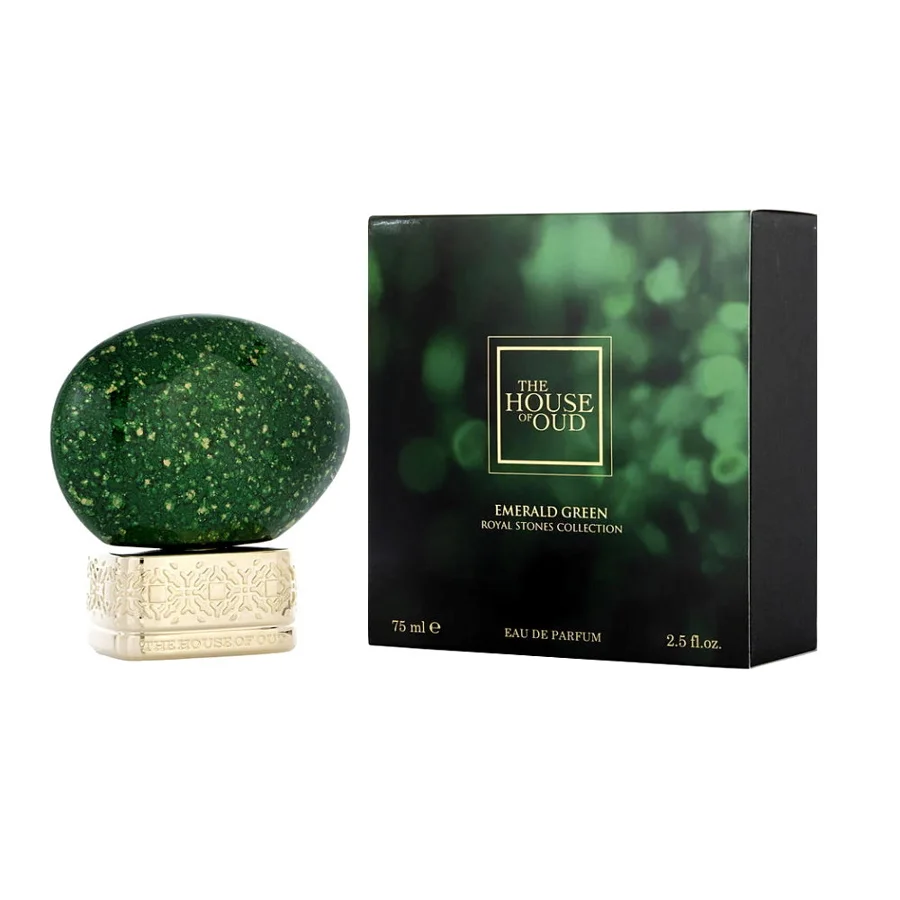 THE
HOUSE
OF OUD
EMERALD GREEN
ROYAL STONES COLLECTION
75 ml ℮
EAU DE PARFUM
2.5 fl.oz.
THE HOUSE OF OUD